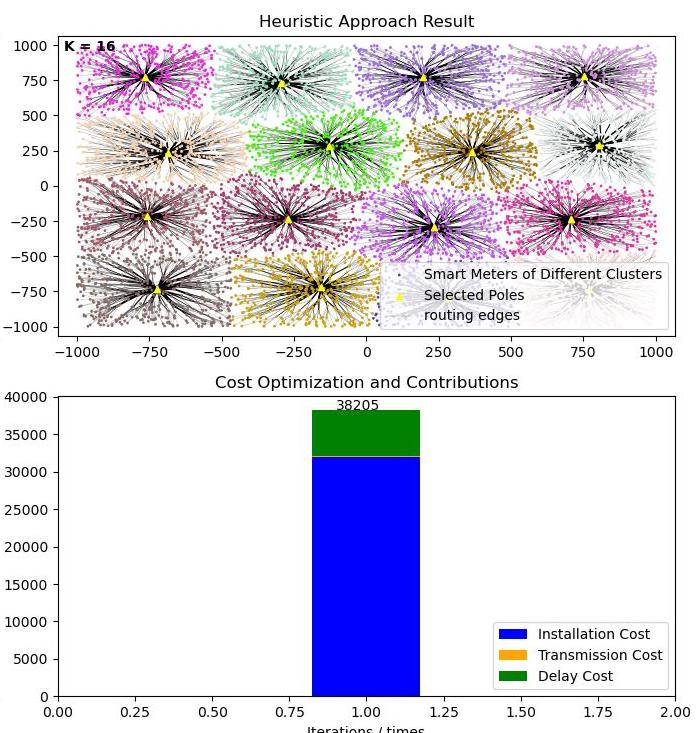 Heuristic Approach Result
K = 16
1000
750
500
250
0
−250
−500
−750
−1000
Smart Meters of Different Clusters
Selected Poles
routing edges
−1000 −750 −500 −250 0 250 500 750 1000
Cost Optimization and Contributions
40000
38205
35000
30000
25000
20000
15000
10000
5000
0
Installation Cost
Transmission Cost
Delay Cost
0.00 0.25 0.50 0.75 1.00 1.25 1.50 1.75 2.00
Iterations / times